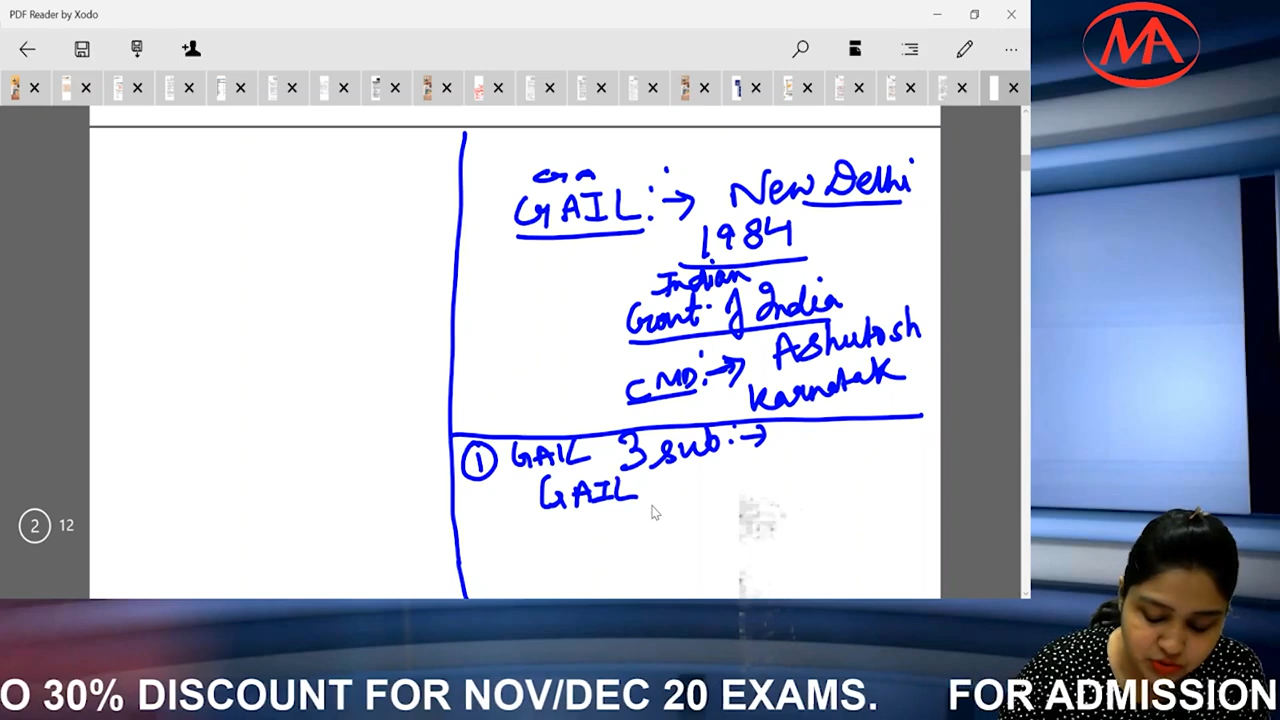 PDF Reader by Xodo
MA
GAIL :→ New Delhi
1984
Indian
Govt. of India
CMD :→ Ashutosh
Karnatak
① GAIL 3 sub :→
GAIL
2 12
O 30% DISCOUNT FOR NOV/DEC 20 EXAMS. FOR ADMISSION